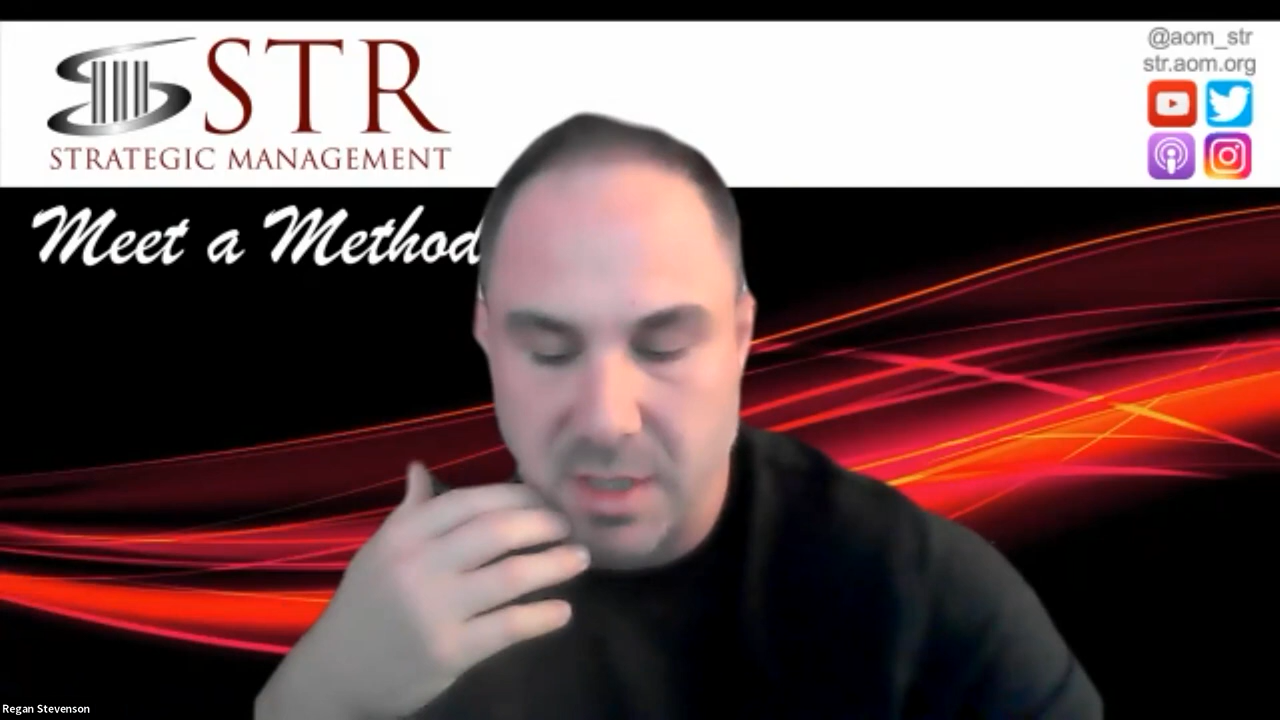 STR
STRATEGIC MANAGEMENT
@aom_str
str.aom.org
Meet a Method
Regan Stevenson